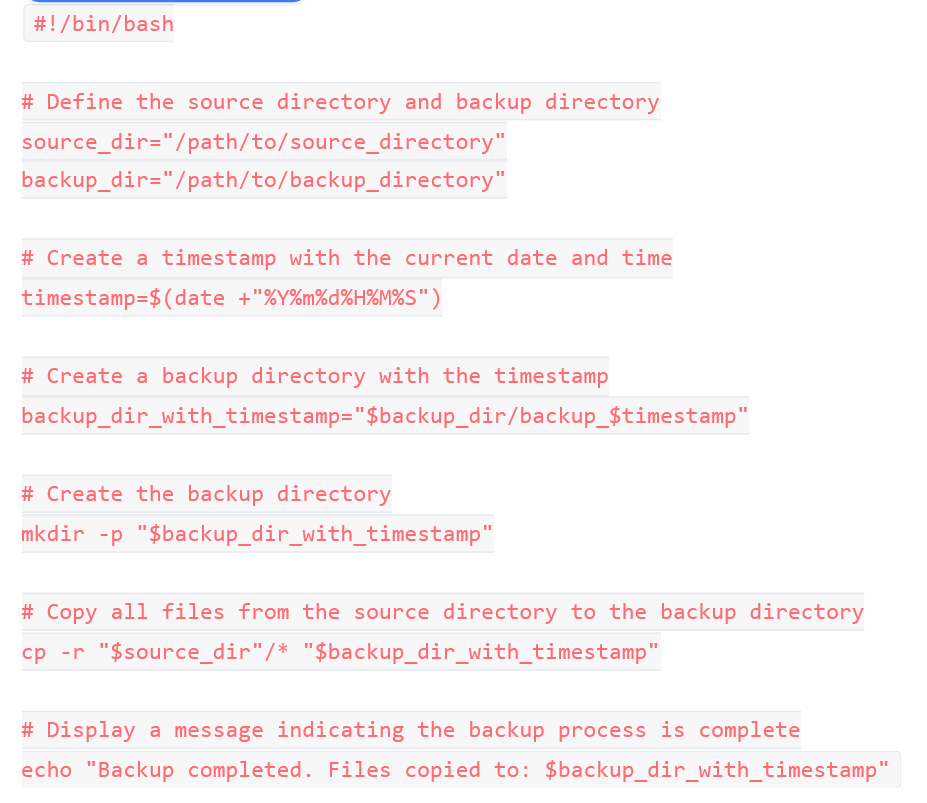 #!/bin/bash
# Define the source directory and backup directory
source_dir="/path/to/source_directory"
backup_dir="/path/to/backup_directory"
# Create a timestamp with the current date and time
timestamp=$(date +"%Y%m%d%H%M%S")
# Create a backup directory with the timestamp
backup_dir_with_timestamp="$backup_dir/backup_$timestamp"
# Create the backup directory
mkdir -p "$backup_dir_with_timestamp"
# Copy all files from the source directory to the backup directory
cp -r "$source_dir"/* "$backup_dir_with_timestamp"
# Display a message indicating the backup process is complete
echo "Backup completed. Files copied to: $backup_dir_with_timestamp"